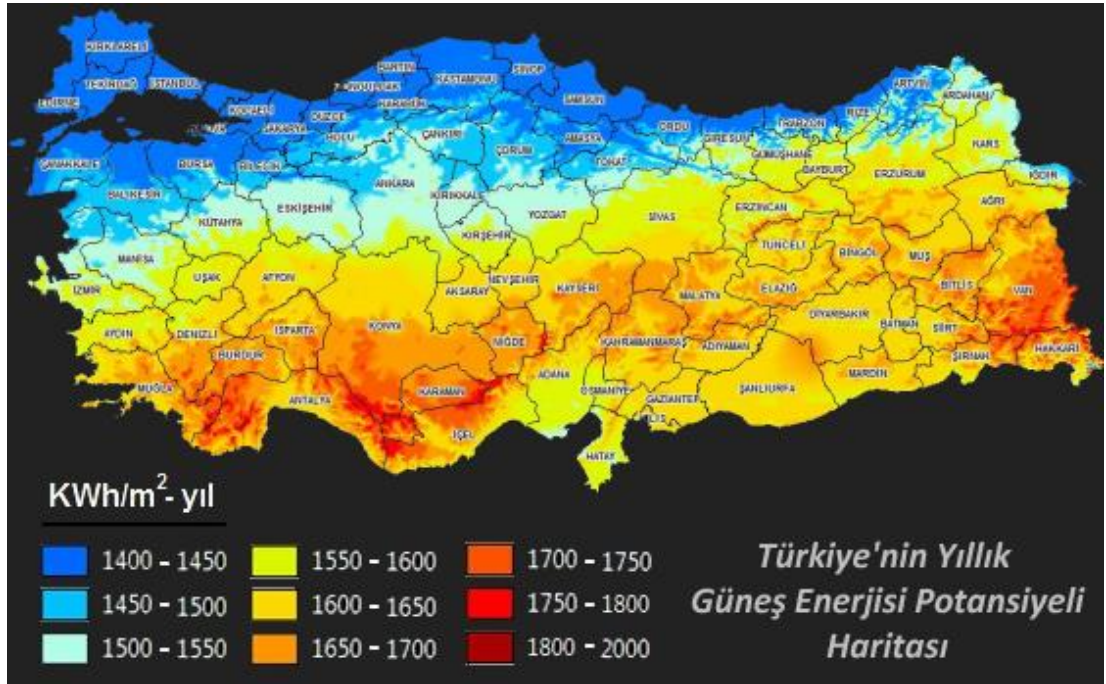 KIRKLARELİ
EDİRNE
TEKİRDAĞ
İSTANBUL
KOCAELİ
SAKARYA
DÜZCE
BOLU
BARTIN
KARABÜK
KASTAMONU
SİNOP
SAMSUN
ÇANKIRI
ÇORUM
AMASYA
TOKAT
ORDU
GİRESUN
TRABZON
RİZE
ARTVİN
ARDAHAN
KARS
IĞDIR
GÜMÜŞHANE
BAYBURT
ERZURUM
AĞRI
ÇANAKKALE
BALIKESİR
BURSA
BİLECİK
KÜTAHYA
ESKİŞEHİR
ANKARA
KIRIKKALE
KIRŞEHİR
YOZGAT
SİVAS
ERZİNCAN
TUNCELİ
BİNGÖL
MUŞ
BİTLİS
VAN
MANİSA
İZMİR
UŞAK
AFYON
AKSARAY
NEVŞEHİR
KAYSERİ
MALATYA
ELAZIĞ
DİYARBAKIR
BATMAN
SİİRT
ŞIRNAK
HAKKARİ
AYDIN
DENİZLİ
ISPARTA
BURDUR
MUĞLA
ANTALYA
KONYA
KARAMAN
NİĞDE
İÇEL
ADANA
KAHRAMANMARAŞ
OSMANİYE
ADIYAMAN
GAZİANTEP
ŞANLIURFA
MARDİN
HATAY
KWh/m²- yıl
1400 – 1450
1450 – 1500
1500 – 1550
1550 – 1600
1600 – 1650
1650 – 1700
1700 – 1750
1750 – 1800
1800 – 2000
Türkiye'nin Yıllık
Güneş Enerjisi Potansiyeli
Haritası